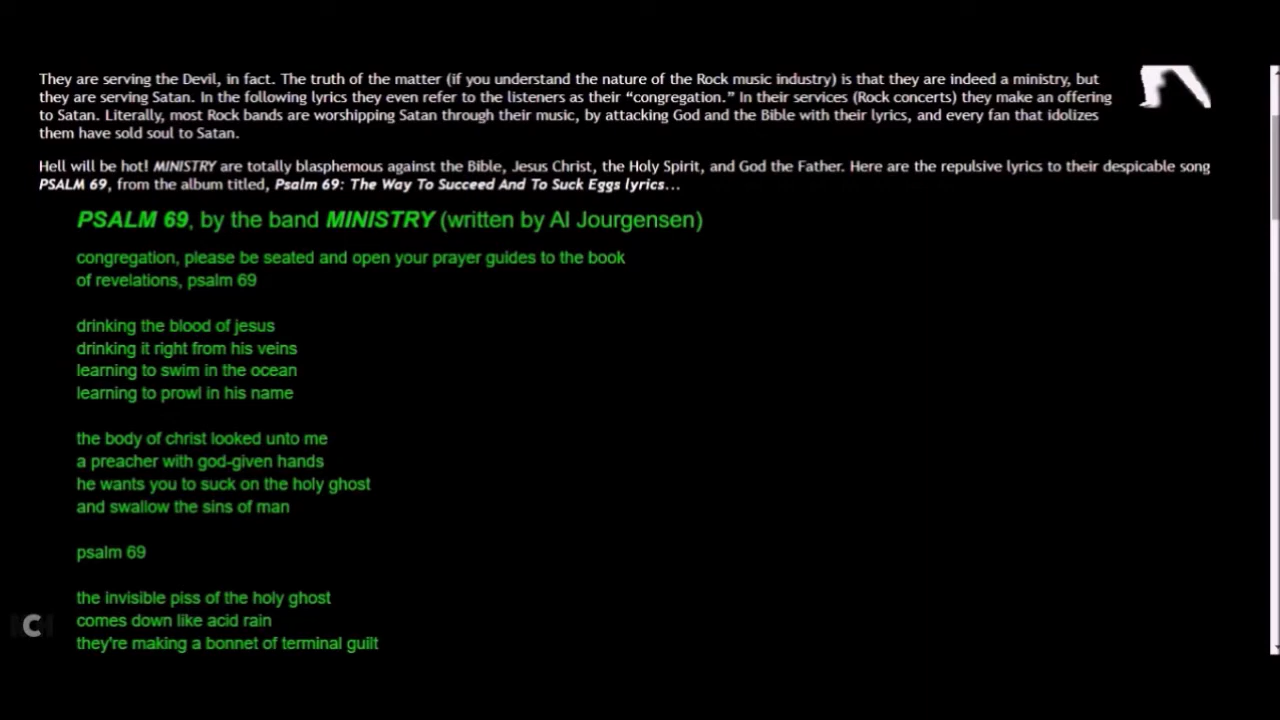 They are serving the Devil, in fact. The truth of the matter (if you understand the nature of the Rock music industry) is that they are indeed a ministry, but
they are serving Satan. In the following lyrics they even refer to the listeners as their “congregation.” In their services (Rock concerts) they make an offering
to Satan. Literally, most Rock bands are worshipping Satan through their music, by attacking God and the Bible with their lyrics, and every fan that idolizes
them have sold soul to Satan.
Hell will be hot! MINISTRY are totally blasphemous against the Bible, Jesus Christ, the Holy Spirit, and God the Father. Here are the repulsive lyrics to their despicable song
PSALM 69, from the album titled, Psalm 69: The Way To Succeed And To Suck Eggs lyrics...
PSALM 69, by the band MINISTRY (written by Al Jourgensen)
congregation, please be seated and open your prayer guides to the book
of revelations, psalm 69
drinking the blood of jesus
drinking it right from his veins
learning to swim in the ocean
learning to prowl in his name
the body of christ looked unto me
a preacher with god-given hands
he wants you to suck on the holy ghost
and swallow the sins of man
psalm 69
the invisible piss of the holy ghost
comes down like acid rain
they're making a bonnet of terminal guilt